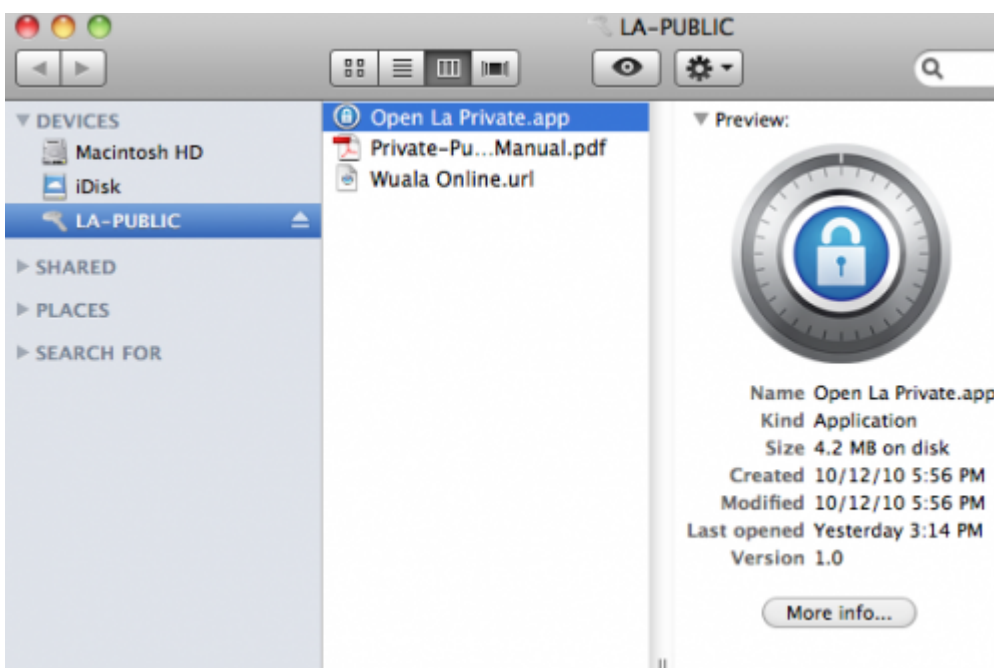 LA-PUBLIC
DEVICES
Macintosh HD
iDisk
LA-PUBLIC
SHARED
PLACES
SEARCH FOR
Open La Private.app
Private-Pu...Manual.pdf
Wuala Online.url
Preview:
Name Open La Private.app
Kind Application
Size 4.2 MB on disk
Created 10/12/10 5:56 PM
Modified 10/12/10 5:56 PM
Last opened Yesterday 3:14 PM
Version 1.0
More info...